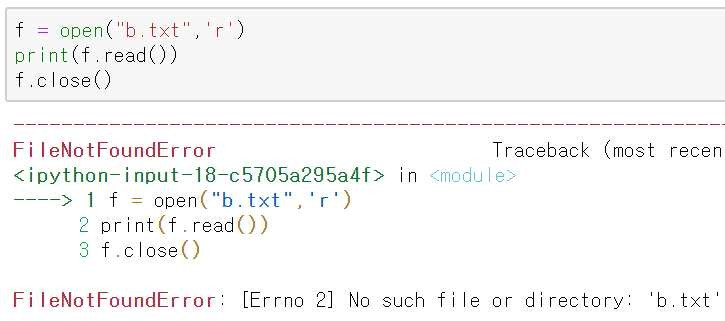 f = open("b.txt",'r')
print(f.read())
f.close()
---------------------------------------------------------------------------
FileNotFoundError                         Traceback (most recen
<ipython-input-18-c5705a295a4f> in <module>
----> 1 f = open("b.txt",'r')
      2 print(f.read())
      3 f.close()
FileNotFoundError: [Errno 2] No such file or directory: 'b.txt'